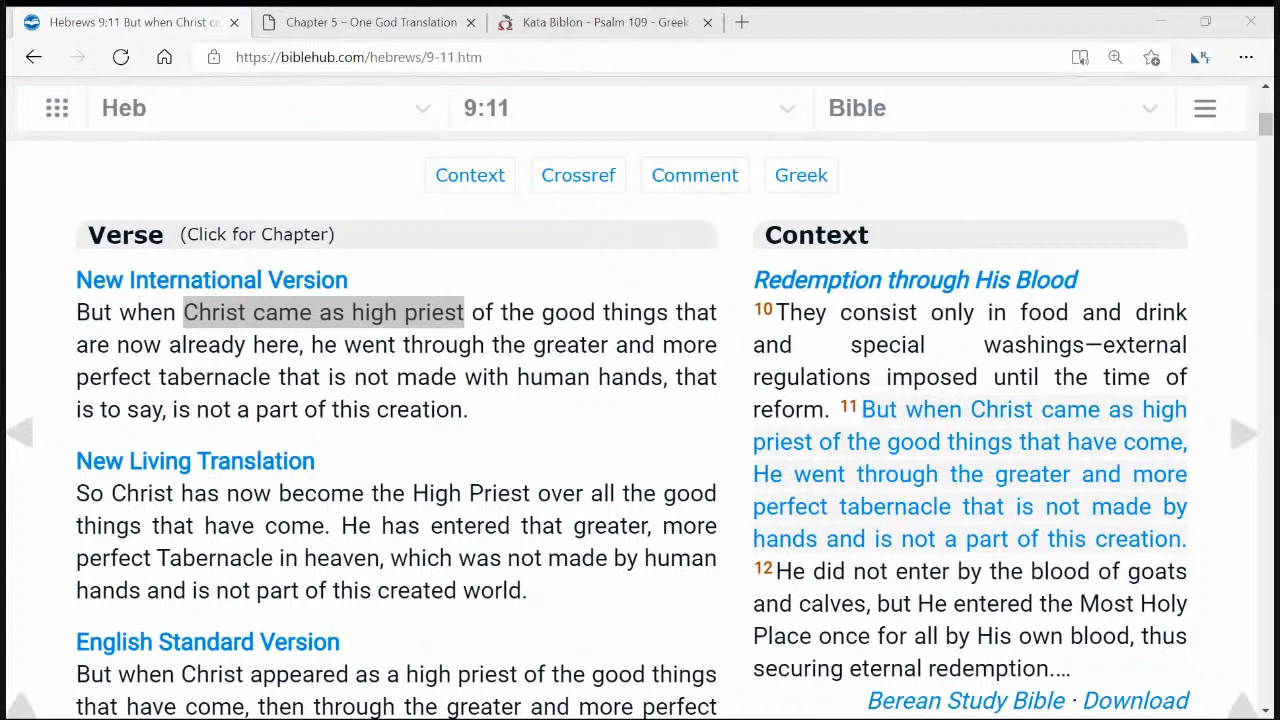 Hebrews 9:11 But when Christ ca
Chapter 5 – One God Translation
Kata Biblon - Psalm 109 - Greek
https://biblehub.com/hebrews/9-11.htm
Heb
9:11
Bible
Context
Crossref
Comment
Greek
Verse (Click for Chapter)
New International Version
But when Christ came as high priest of the good things that
are now already here, he went through the greater and more
perfect tabernacle that is not made with human hands, that
is to say, is not a part of this creation.
New Living Translation
So Christ has now become the High Priest over all the good
things that have come. He has entered that greater, more
perfect Tabernacle in heaven, which was not made by human
hands and is not part of this created world.
English Standard Version
But when Christ appeared as a high priest of the good things
that have come, then through the greater and more perfect
Context
Redemption through His Blood
10 They consist only in food and drink
and special washings—external
regulations imposed until the time of
reform. 11 But when Christ came as high
priest of the good things that have come,
He went through the greater and more
perfect tabernacle that is not made by
hands and is not a part of this creation.
12 He did not enter by the blood of goats
and calves, but He entered the Most Holy
Place once for all by His own blood, thus
securing eternal redemption.…
Berean Study Bible · Download